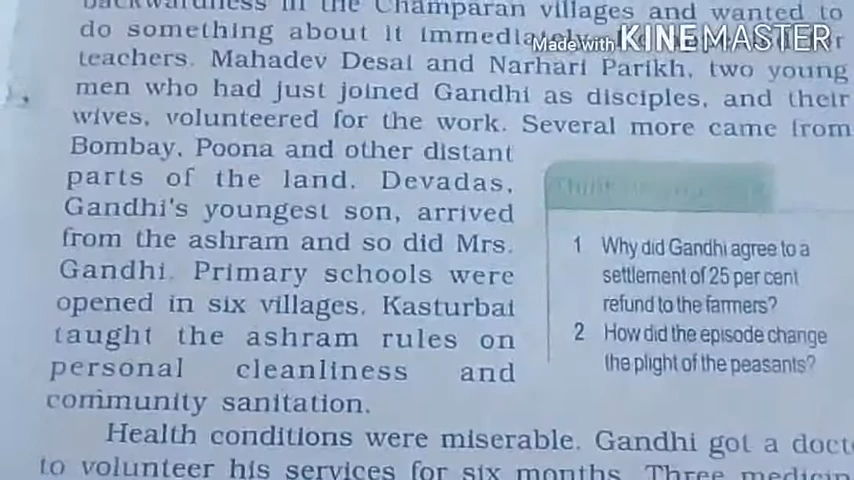 backwardness in the Champaran villages and wanted to
do something about it immediately.
Made with KINEMASTER
teachers. Mahadev Desai and Narhari Parikh, two young
men who had just joined Gandhi as disciples, and their
wives, volunteered for the work. Several more came from
Bombay, Poona and other distant
parts of the land. Devadas,
Gandhi's youngest son, arrived
from the ashram and so did Mrs.
Gandhi. Primary schools were
opened in six villages. Kasturbai
taught the ashram rules on
personal cleanliness and
community sanitation.
1 Why did Gandhi agree to a
settlement of 25 per cent
refund to the farmers?
2 How did the episode change
the plight of the peasants?
Health conditions were miserable. Gandhi got a
to volunteer his services for six months. Three